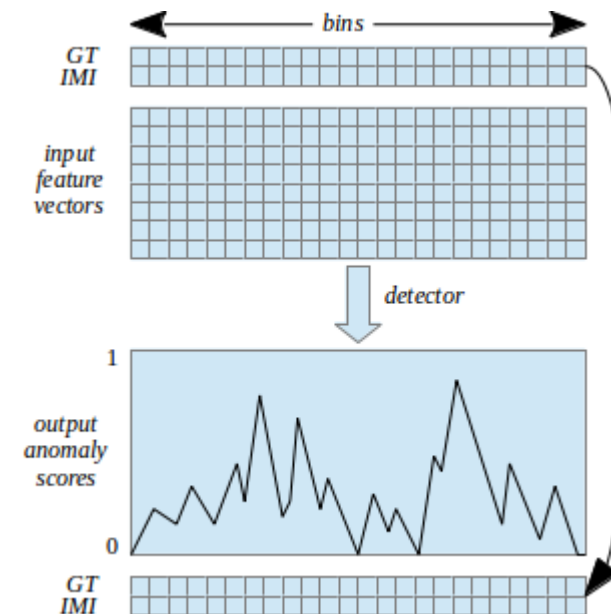 bins
GT
IMI
input
feature
vectors
detector
1
output
anomaly
scores
0
GT
IMI